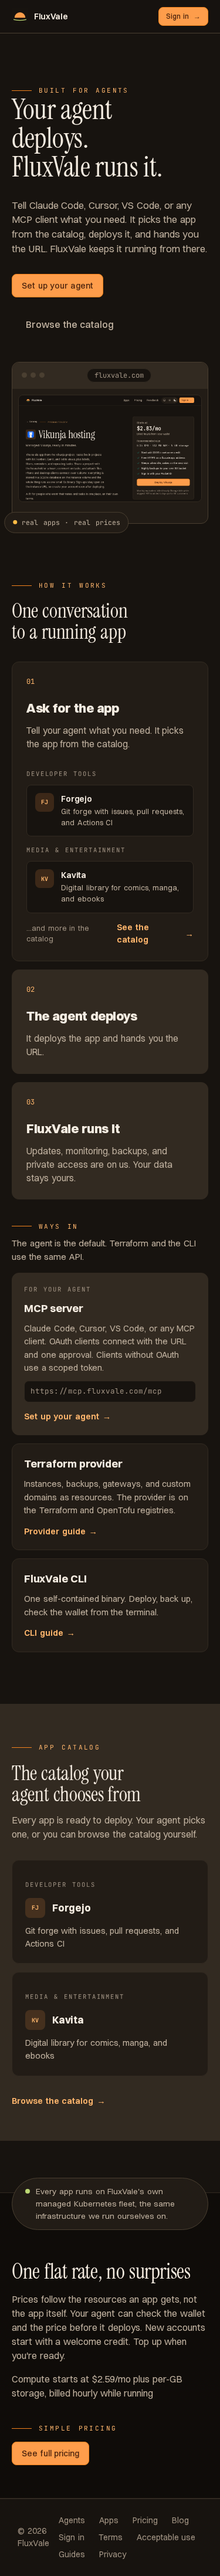 FluxVale
Sign in →
BUILT FOR AGENTS
Your agent
deploys.
FluxVale runs it.
Tell Claude Code, Cursor, VS Code, or any
MCP client what you need. It picks the app
from the catalog, deploys it, and hands you
the URL. FluxVale keeps it running from there.
Set up your agent
Browse the catalog
fluxvale.com
Vikunja hosting
$2.83/mo
real apps · real prices
HOW IT WORKS
One conversation
to a running app
01
Ask for the app
Tell your agent what you need. It picks
the app from the catalog.
DEVELOPER TOOLS
FJ
Forgejo
Git forge with issues, pull requests,
and Actions CI
MEDIA & ENTERTAINMENT
KV
Kavita
Digital library for comics, manga,
and ebooks
...and more in the
catalog
See the
catalog →
02
The agent deploys
It deploys the app and hands you the
URL.
03
FluxVale runs it
Updates, monitoring, backups, and
private access are on us. Your data
stays yours.
WAYS IN
The agent is the default. Terraform and the CLI
use the same API.
FOR YOUR AGENT
MCP server
Claude Code, Cursor, VS Code, or any MCP
client. OAuth clients connect with the URL
and one approval. Clients without OAuth
use a scoped token.
https://mcp.fluxvale.com/mcp
Set up your agent →
Terraform provider
Instances, backups, gateways, and custom
domains as resources. The provider is on
the Terraform and OpenTofu registries.
Provider guide →
FluxVale CLI
One self-contained binary. Deploy, back up,
check the wallet from the terminal.
CLI guide →
APP CATALOG
The catalog your
agent chooses from
Every app is ready to deploy. Your agent picks
one, or you can browse the catalog yourself.
DEVELOPER TOOLS
FJ
Forgejo
Git forge with issues, pull requests, and
Actions CI
MEDIA & ENTERTAINMENT
KV
Kavita
Digital library for comics, manga, and
ebooks
Browse the catalog →
Every app runs on FluxVale's own
managed Kubernetes fleet, the same
infrastructure we run ourselves on.
One flat rate, no surprises
Prices follow the resources an app gets, not
the app itself. Your agent can check the wallet
and the price before it deploys. New accounts
start with a welcome credit. Top up when
you're ready.
Compute starts at $2.59/mo plus per-GB
storage, billed hourly while running
SIMPLE PRICING
See full pricing
© 2026
FluxVale
Agents Apps Pricing Blog
Sign in Terms Acceptable use
Guides Privacy